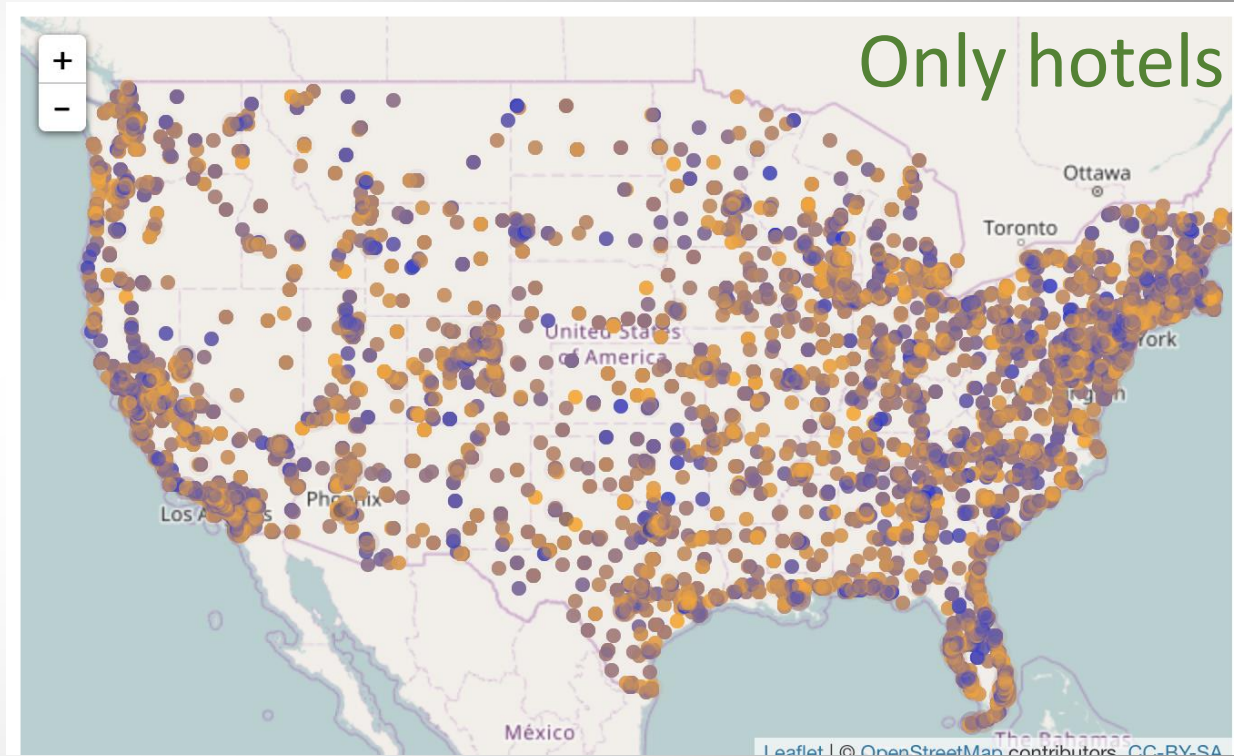 +
−
Only hotels
Ottawa
Toronto
United States
of America
York
Phoenix
Los A s
México
The Bahamas
Leaflet | © OpenStreetMap contributors, CC-BY-SA